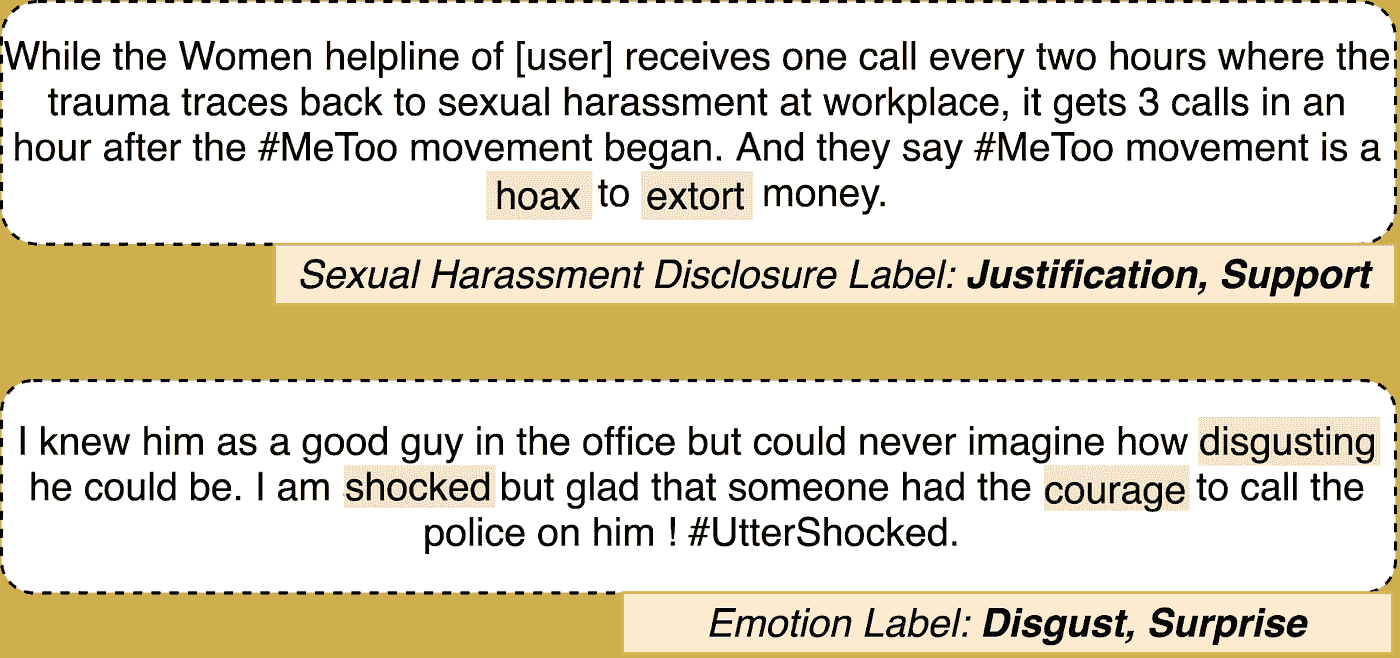 While the Women helpline of [user] receives one call every two hours where the
trauma traces back to sexual harassment at workplace, it gets 3 calls in an
hour after the #MeToo movement began. And they say #MeToo movement is a
hoax to extort money.
Sexual Harassment Disclosure Label: Justification, Support
I knew him as a good guy in the office but could never imagine how disgusting
he could be. I am shocked but glad that someone had the courage to call the
police on him ! #UtterShocked.
Emotion Label: Disgust, Surprise